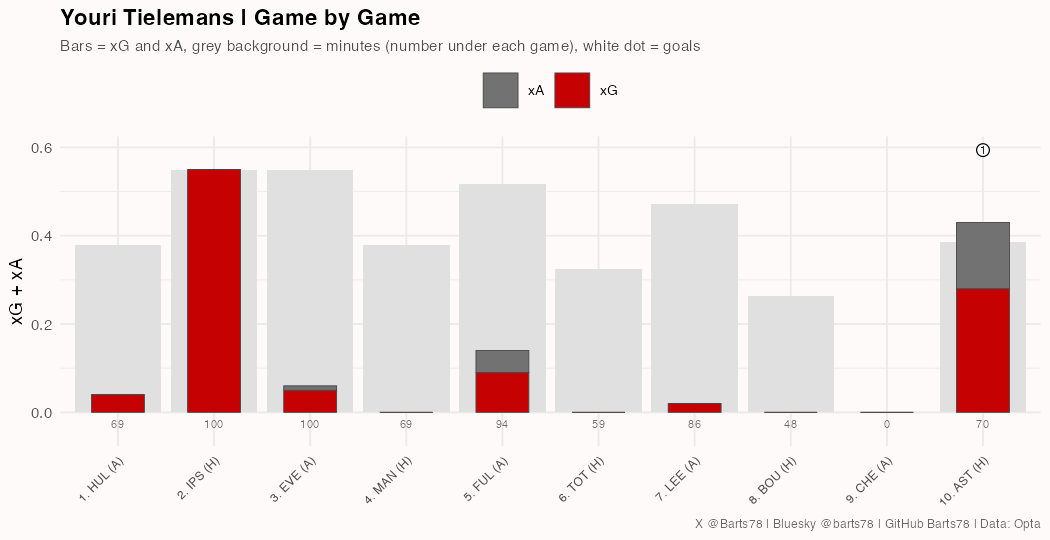 Youri Tielemans | Game by Game
Bars = xG and xA, grey background = minutes (number under each game), white dot = goals
xA xG
xG + xA
0.6
0.4
0.2
0.0
1
69 100 100 69 94 59 86 48 0 70
1. HUL (A)
2. IPS (H)
3. EVE (A)
4. MAN (H)
5. FUL (A)
6. TOT (H)
7. LEE (A)
8. BOU (H)
9. CHE (A)
10. AST (H)
X @Barts78 | Bluesky @barts78 | GitHub Barts78 | Data: Opta